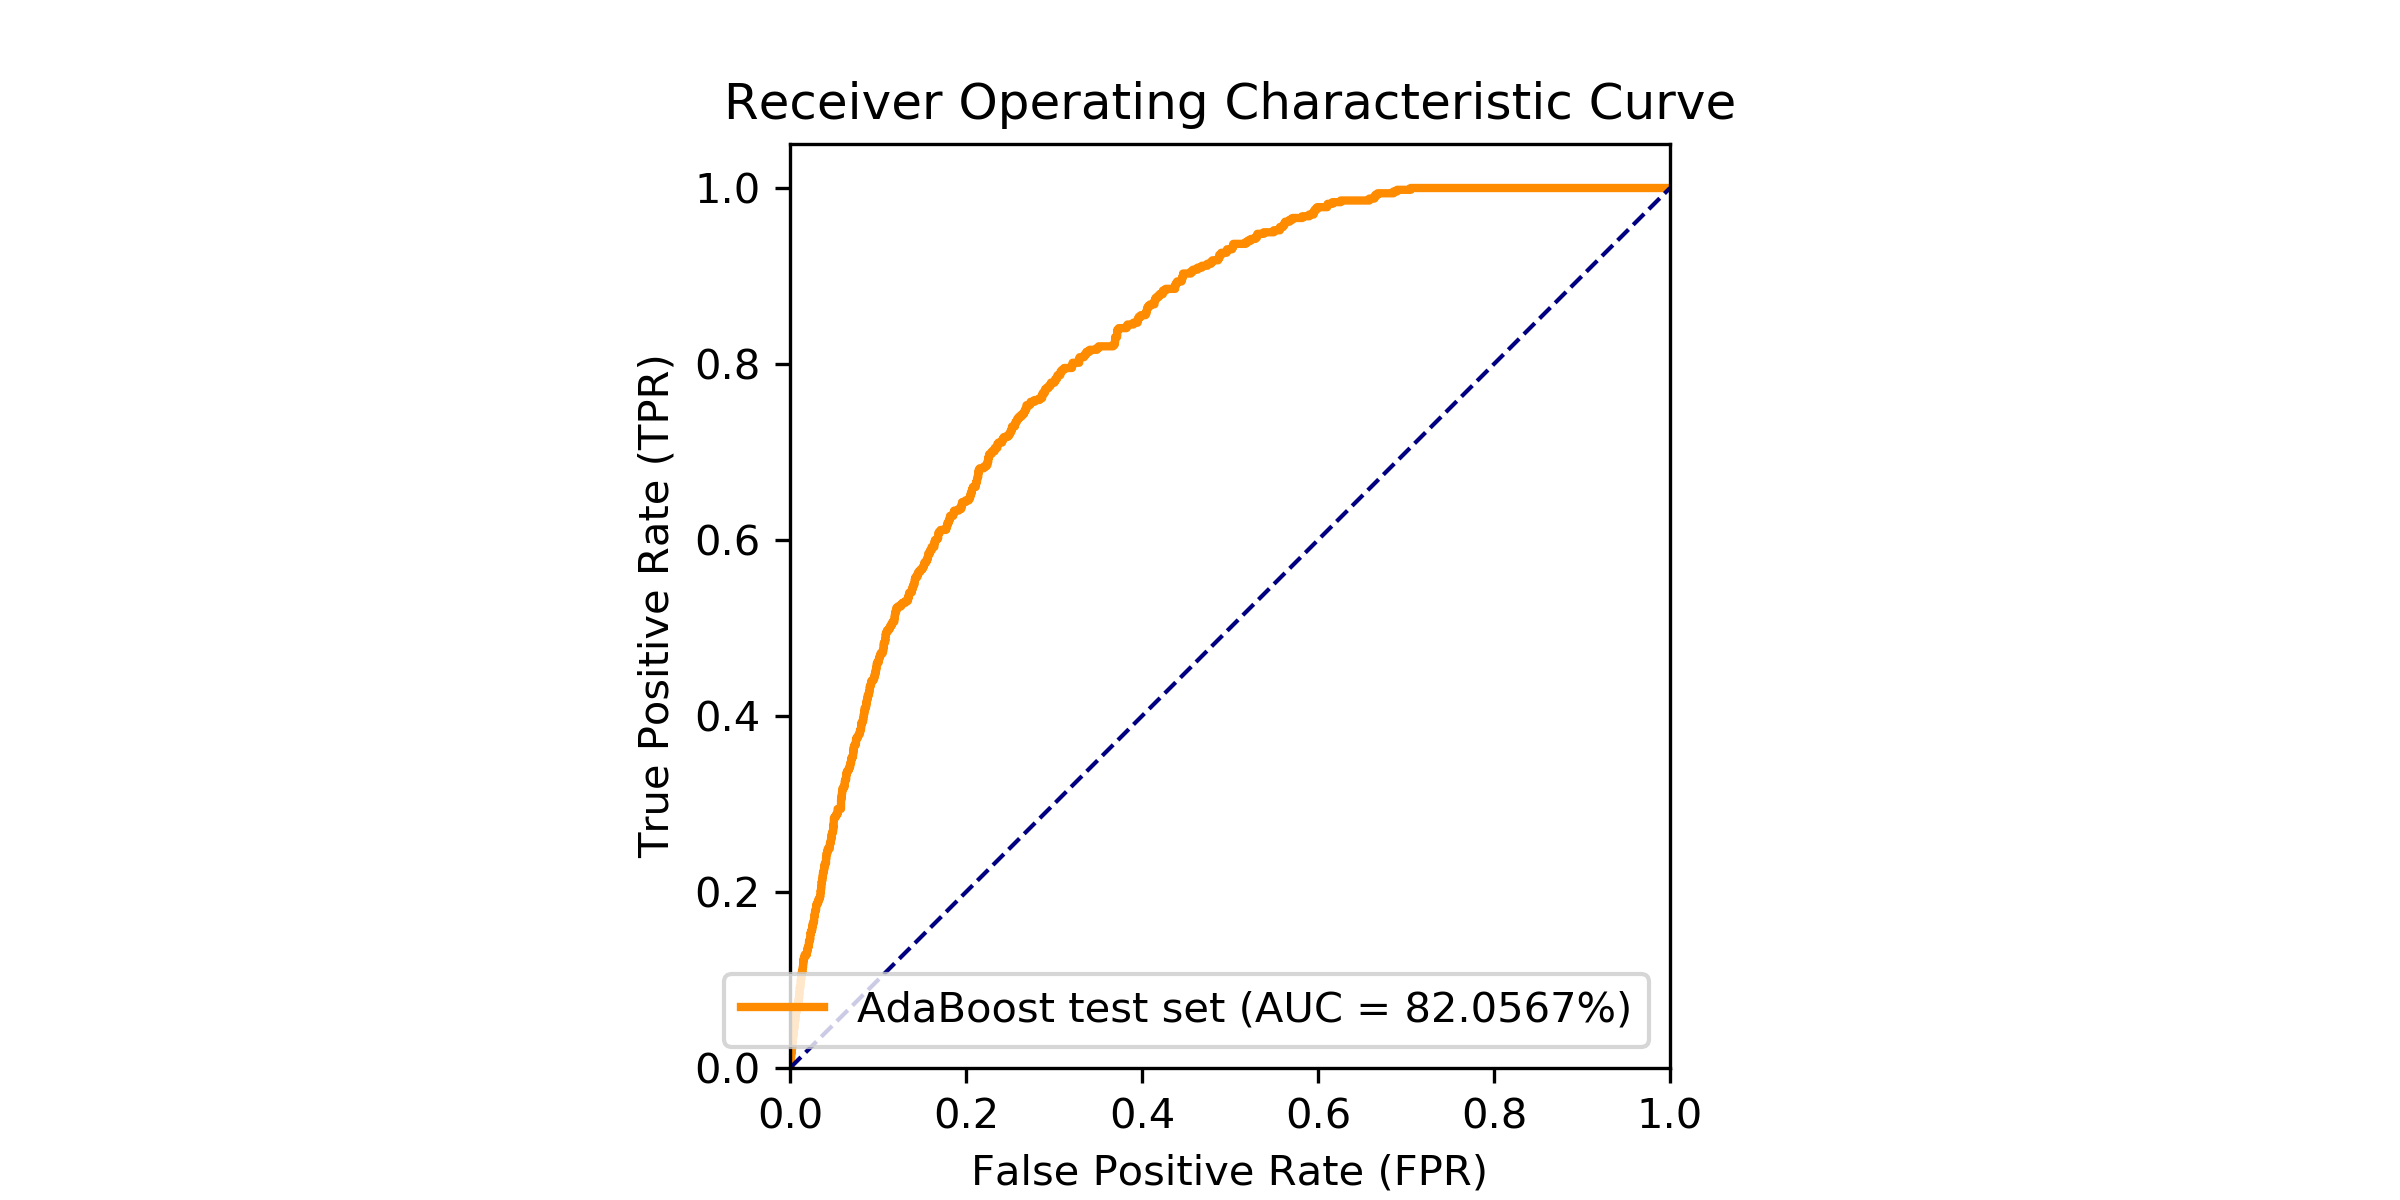 Receiver Operating Characteristic Curve
True Positive Rate (TPR)
1.0
0.8
0.6
0.4
0.2
0.0
AdaBoost test set (AUC = 82.0567%)
0.0 0.2 0.4 0.6 0.8 1.0
False Positive Rate (FPR)